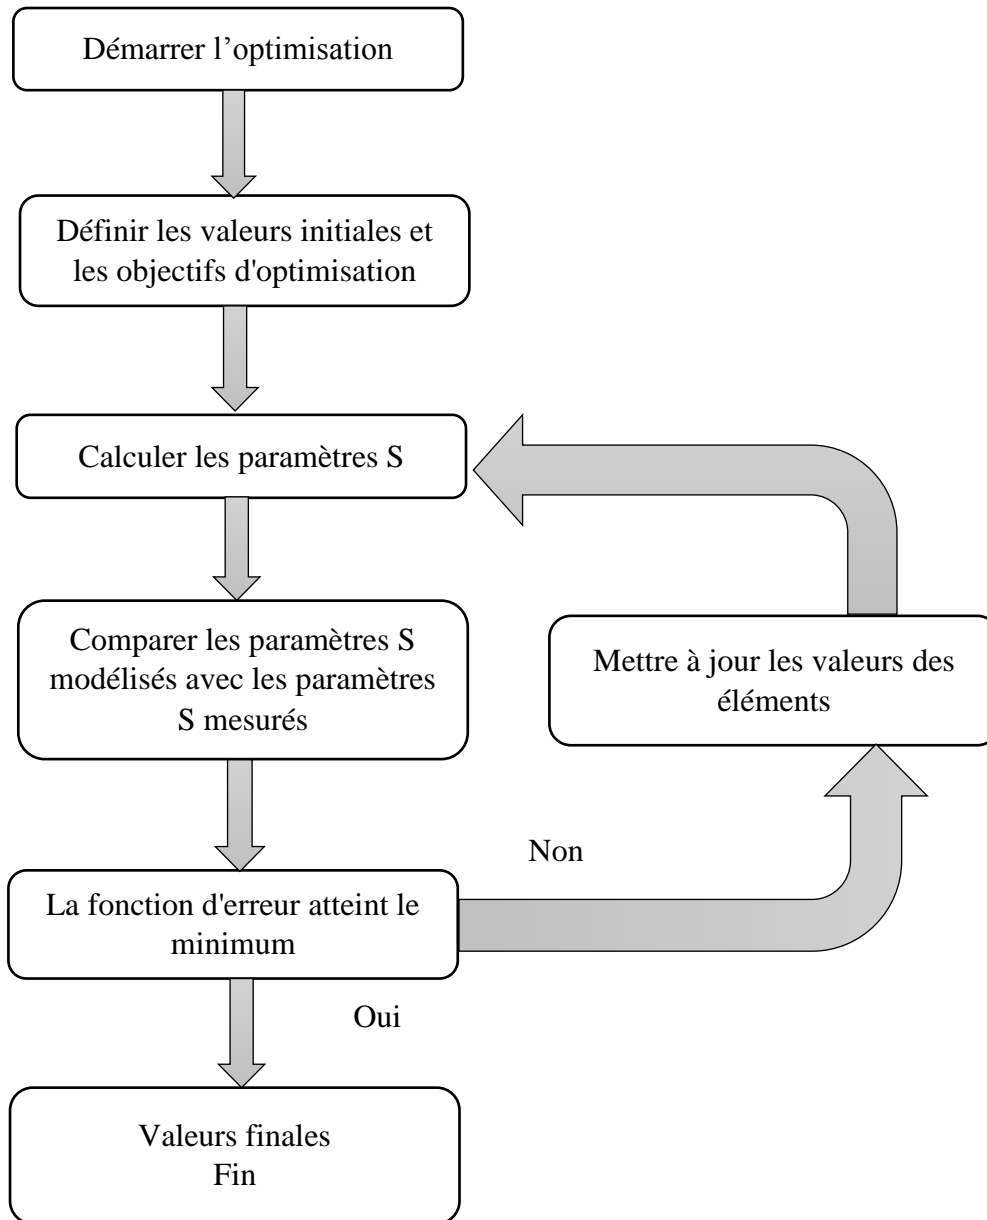 Démarrer l’optimisation
Définir les valeurs initiales et
les objectifs d'optimisation
Calculer les paramètres S
Comparer les paramètres S
modélisés avec les paramètres
S mesurés
Mettre à jour les valeurs des
éléments
Non
La fonction d'erreur atteint le
minimum
Oui
Valeurs finales
Fin